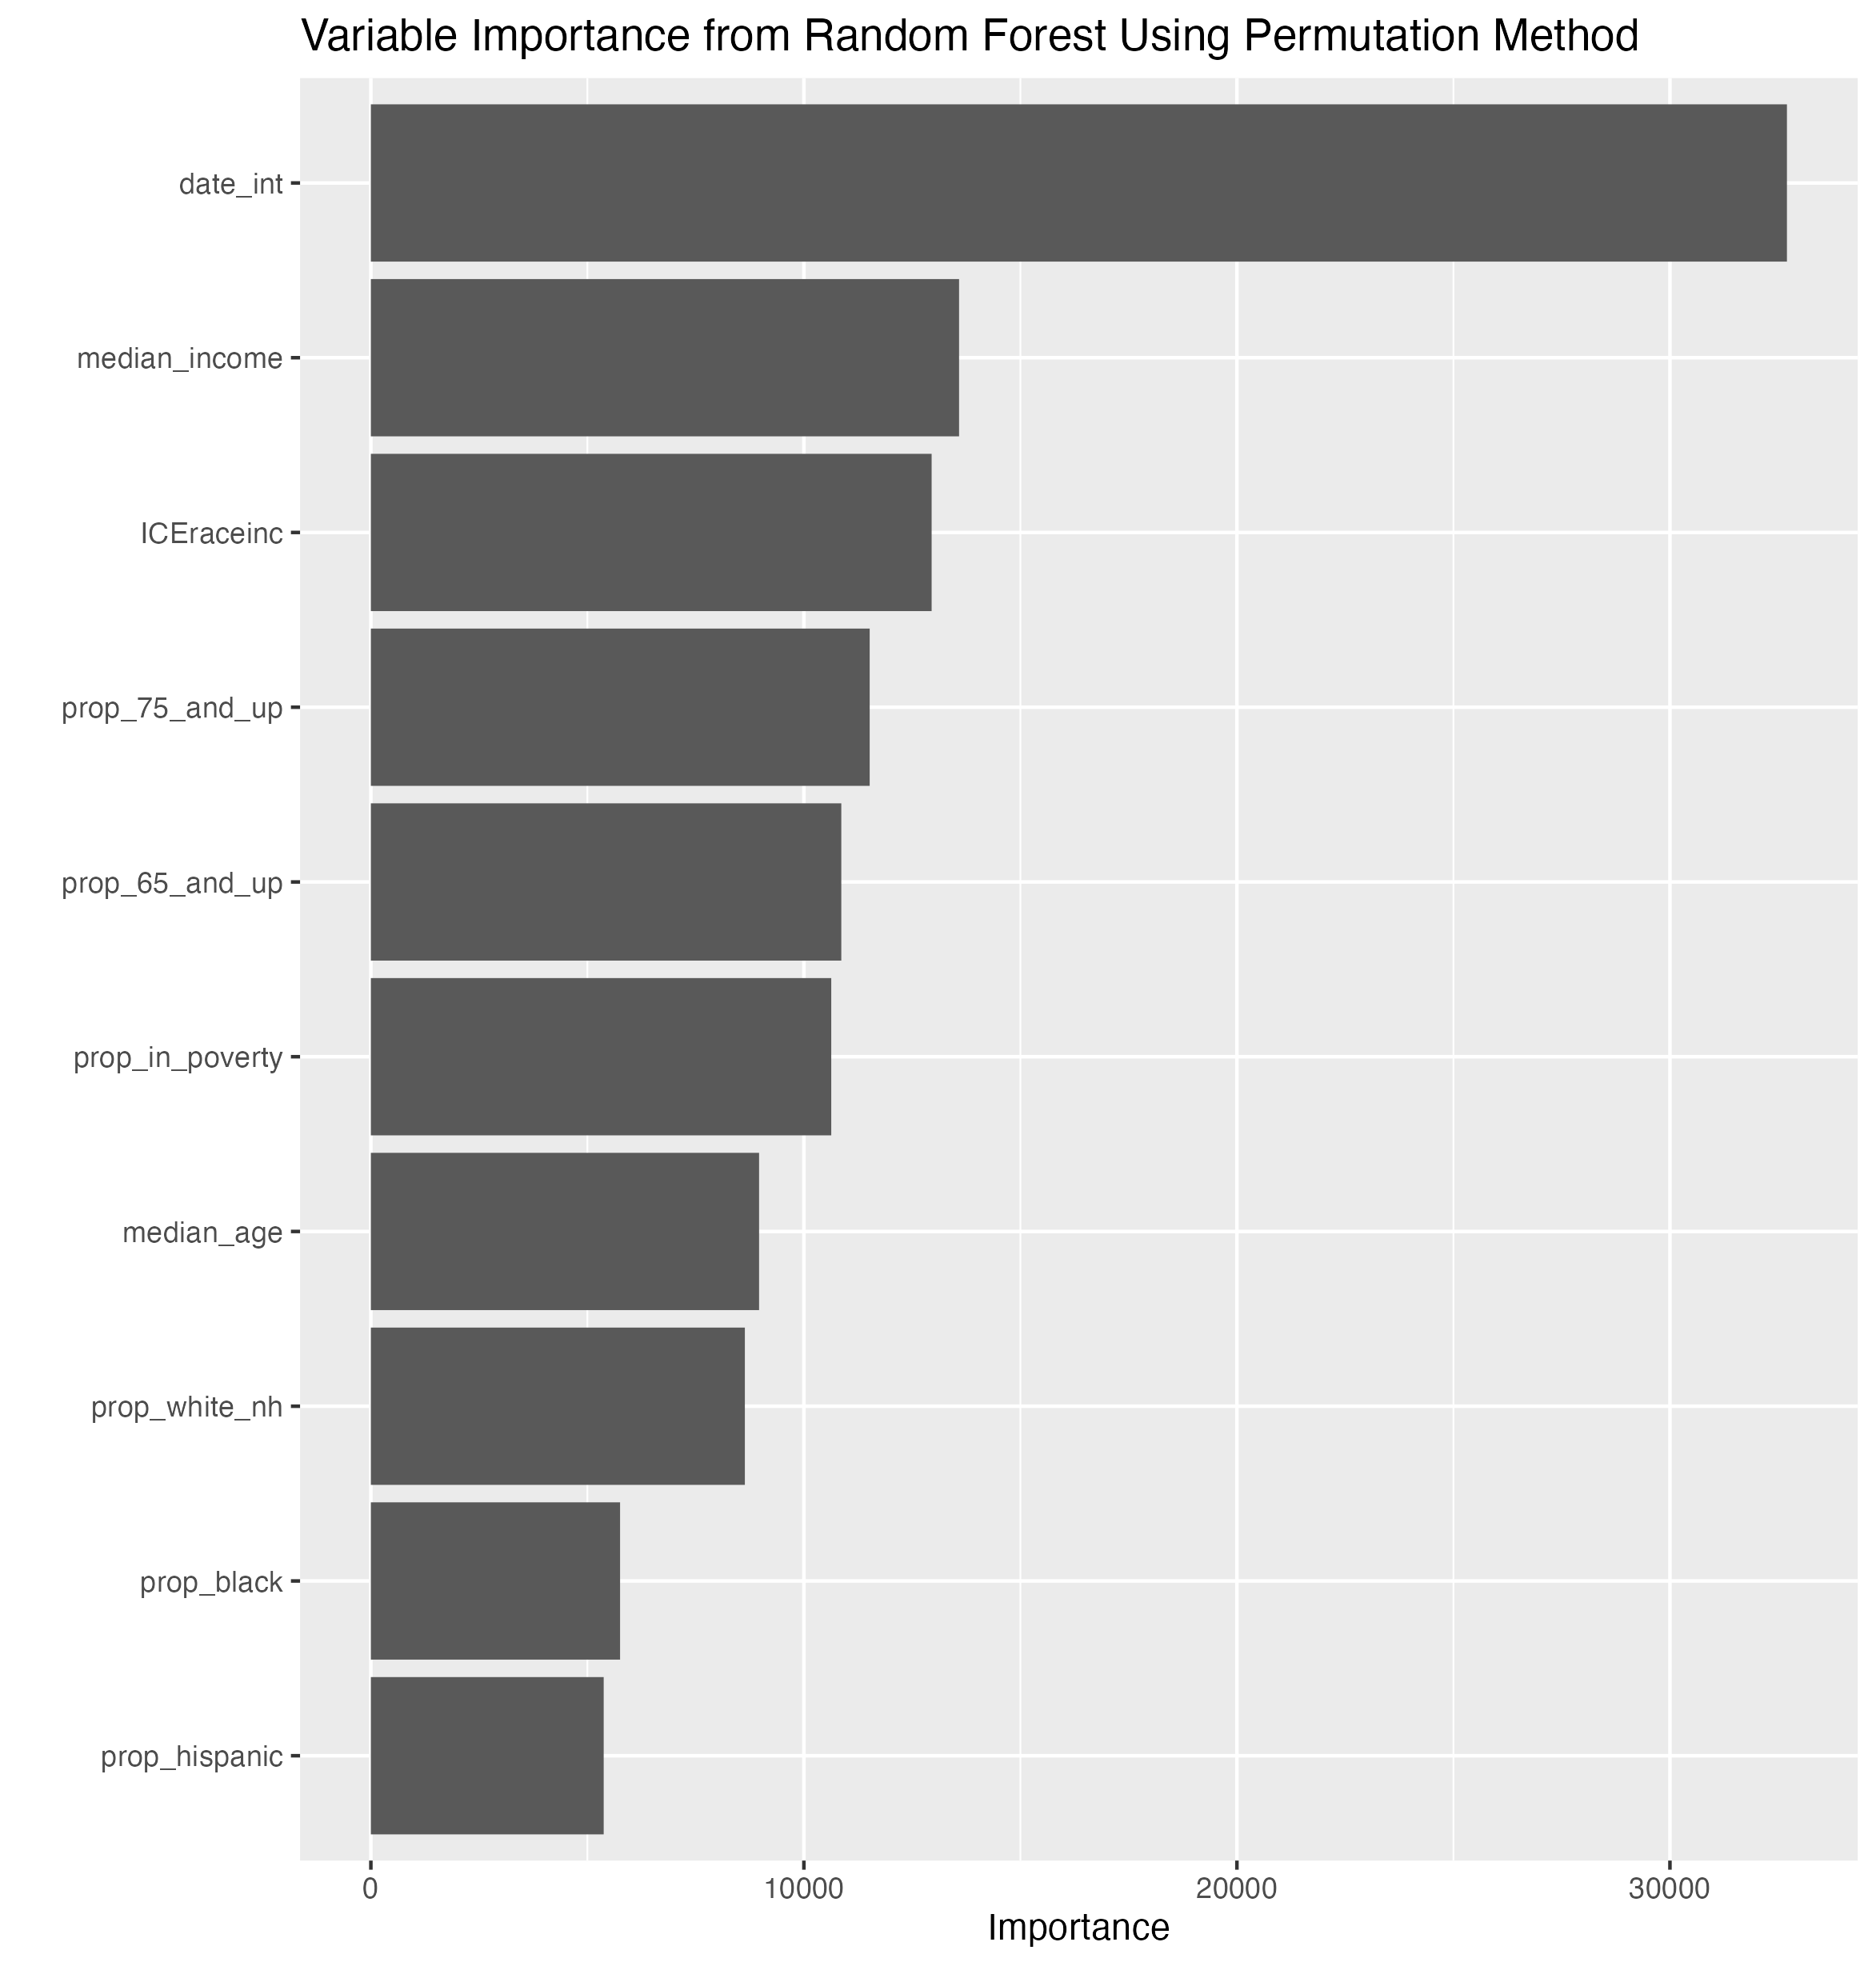 Variable Importance from Random Forest Using Permutation Method
date_int
median_income
ICEraceinc
prop_75_and_up
prop_65_and_up
prop_in_poverty
median_age
prop_white_nh
prop_black
prop_hispanic
0 10000 20000 30000
Importance